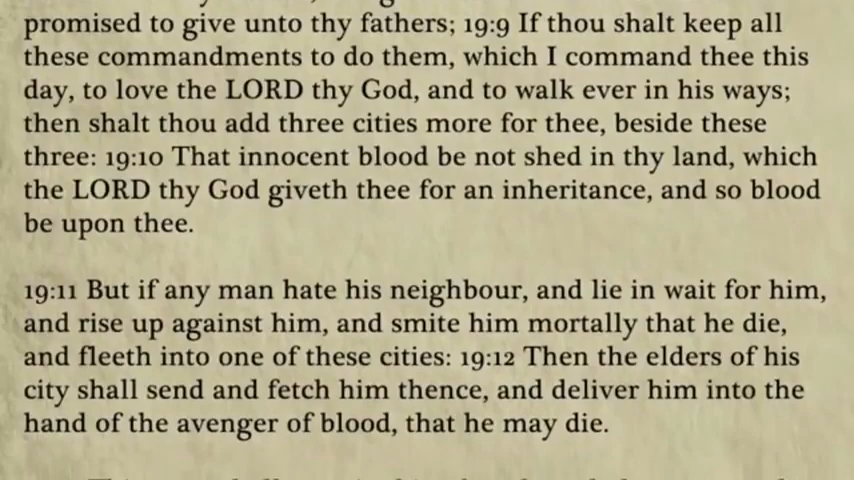 promised to give unto thy fathers; 19:9 If thou shalt keep all
these commandments to do them, which I command thee this
day, to love the LORD thy God, and to walk ever in his ways;
then shalt thou add three cities more for thee, beside these
three: 19:10 That innocent blood be not shed in thy land, which
the LORD thy God giveth thee for an inheritance, and so blood
be upon thee.
19:11 But if any man hate his neighbour, and lie in wait for him,
and rise up against him, and smite him mortally that he die,
and fleeth into one of these cities: 19:12 Then the elders of his
city shall send and fetch him thence, and deliver him into the
hand of the avenger of blood, that he may die.